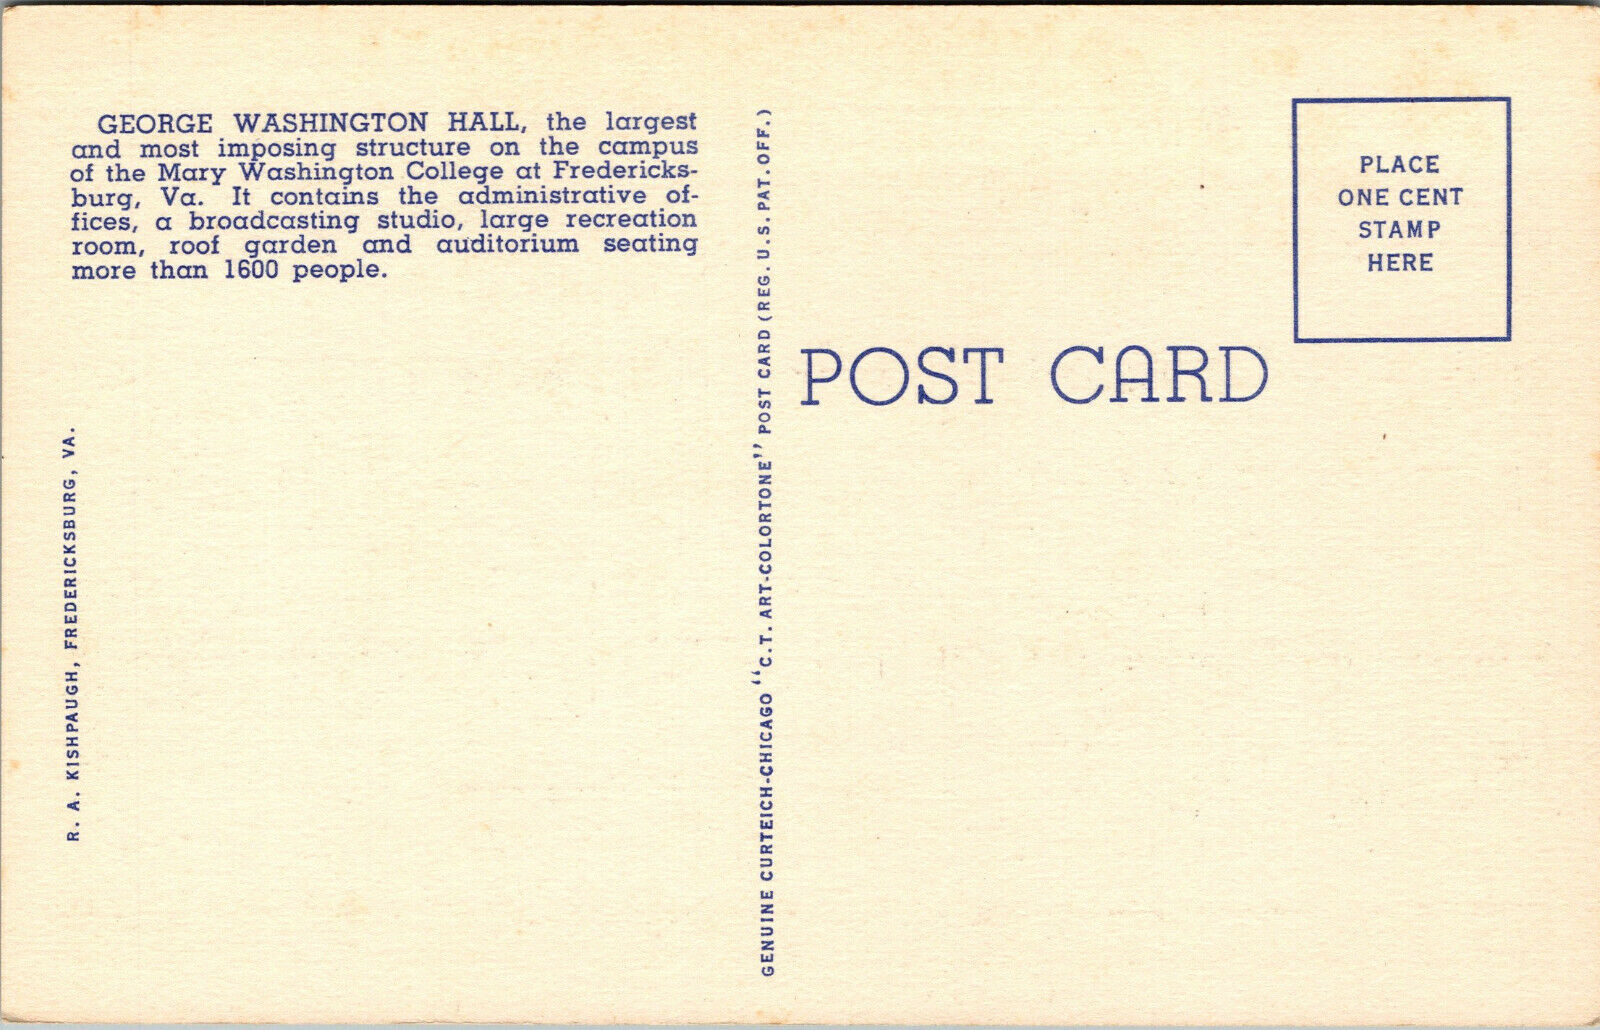 GEORGE WASHINGTON HALL, the largest
and most imposing structure on the campus
of the Mary Washington College at Fredericks-
burg, Va. It contains the administrative of-
fices, a broadcasting studio, large recreation
room, roof garden and auditorium seating
more than 1600 people.
R. A. KISHPAUGH, FREDERICKSBURG, VA.
GENUINE CURTEICH-CHICAGO "C. T. ART-COLORTONE" POST CARD (REG. U. S. PAT. OFF.)
POST CARD
PLACE
ONE CENT
STAMP
HERE